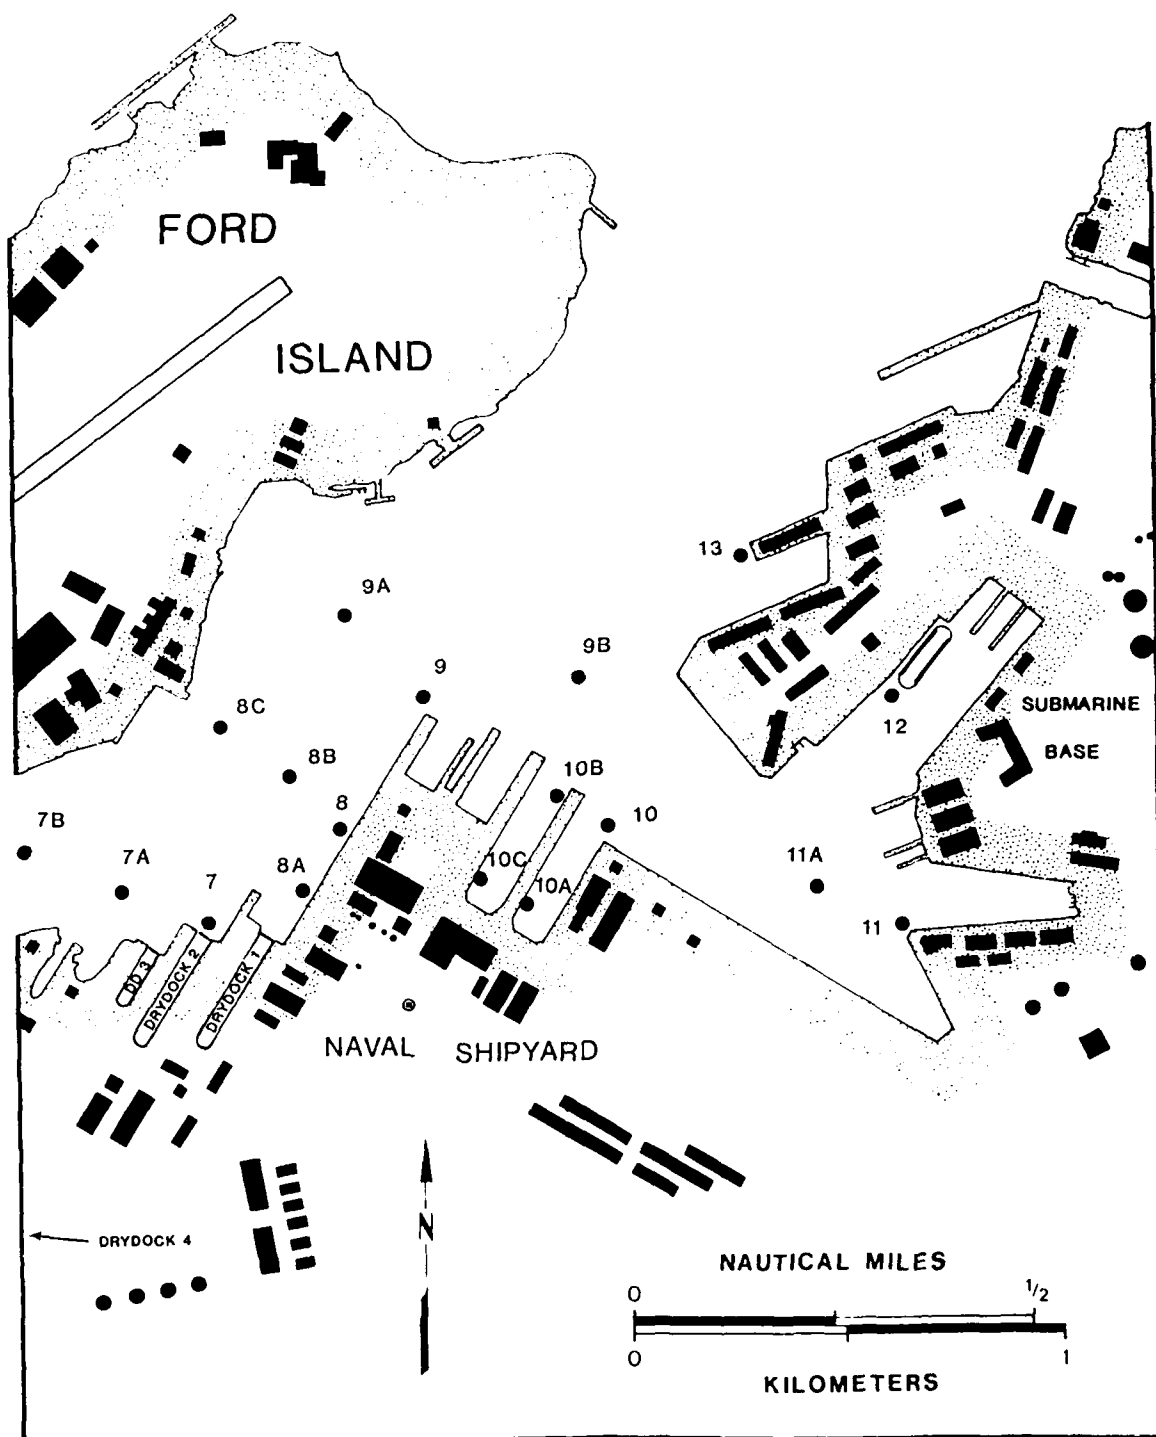 FORD
ISLAND
13
9A
9B
9
8C
SUBMARINE
12
BASE
8B
10B
8
10
7B
11A
10C
8A
7A
7
10A
11
DD 3
DRYDOCK 2
DRYDOCK 1
NAVAL SHIPYARD
N
DRYDOCK 4
NAUTICAL MILES
0 1/2
0 1
KILOMETERS